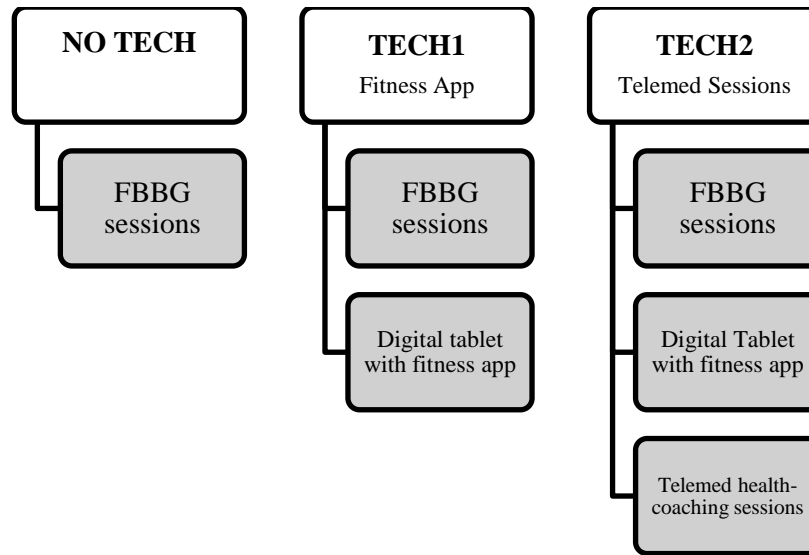 NO TECH
FBBG
sessions
TECH1
Fitness App
FBBG
sessions
Digital tablet
with fitness app
TECH2
Telemed Sessions
FBBG
sessions
Digital Tablet
with fitness app
Telemed health-
coaching sessions